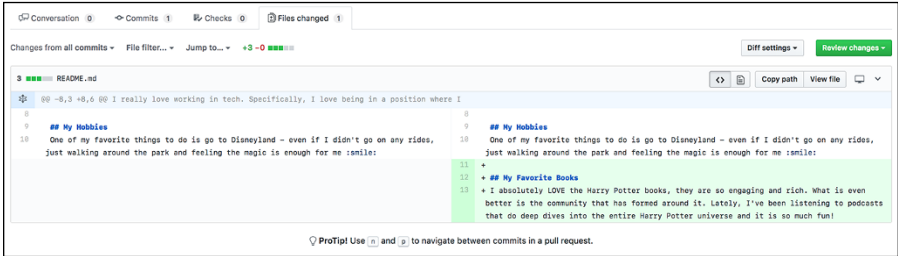 Conversation 0 Commits 1 Checks 0 Files changed 1
Changes from all commits File filter... Jump to... +3 −0 Diff settings Review changes
3 README.md Copy path View file
@@ -8,3 +8,6 @@ I really love working in tech. Specifically, I love being in a position where I
8
9 ## My Hobbies
10 One of my favorite things to do is go to Disneyland – even if I didn't go on any rides,
just walking around the park and feeling the magic is enough for me :smile:
8
9 ## My Hobbies
10 One of my favorite things to do is go to Disneyland – even if I didn't go on any rides,
just walking around the park and feeling the magic is enough for me :smile:
11 +
12 + ## My Favorite Books
13 + I absolutely LOVE the Harry Potter books, they are so engaging and rich. What is even
better is the community that has formed around it. Lately, I've been listening to podcasts
that do deep dives into the entire Harry Potter universe and it is so much fun!
ProTip! Use n and p to navigate between commits in a pull request.